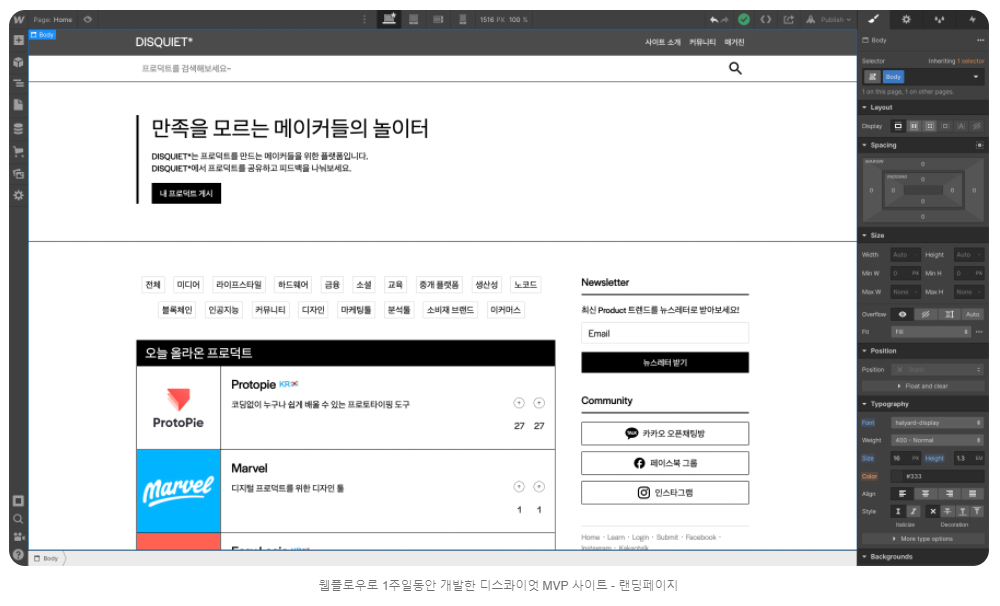 Page: Home
1516 PX 100 %
Publish
Body
DISQUIET*
사이트 소개 커뮤니티 매거진
프로덕트를 검색해보세요~
만족을 모르는 메이커들의 놀이터
DISQUIET*는 프로덕트를 만드는 메이커들을 위한 플랫폼입니다.
DISQUIET*에서 프로덕트를 공유하고 피드백을 나눠보세요.
내 프로덕트 게시
전체 미디어 라이프스타일 하드웨어 금융 소셜 교육 중개 플랫폼 생산성 노코드
블록체인 인공지능 커뮤니티 디자인 마케팅툴 분석툴 소비재 브랜드 이커머스
오늘 올라온 프로덕트
ProtoPie
Protopie KR
코딩없이 누구나 쉽게 배울 수 있는 프로토타이핑 도구
27 27
Marvel
Marvel
디지털 프로덕트를 위한 디자인 툴
1 1
Newsletter
최신 Product 트렌드를 뉴스레터로 받아보세요!
Email
뉴스레터 받기
Community
TALK 카카오 오픈채팅방
페이스북 그룹
인스타그램
Home · Learn · Login · Submit · Facebook ·
Instagram · Kakaotalk
Body
Body
Selector Inheriting 1 selector
Body
1 on this page, 1 on other pages.
Layout
Display
Spacing
MARGIN 0
PADDING 0
0 0 0 0
0
0
Size
Width Auto Height Auto
Min W 0 PX Min H 0 PX
Max W None Max H None
Overflow Auto
Fit Fill
Position
Position Static
Float and clear
Typography
Font halyard-display
Weight 400 - Normal
Size 16 PX Height 1.3 EM
Color #333
Align
Style
Italicize Decoration
More type options
Backgrounds
웹플로우로 1주일동안 개발한 디스콰이엇 MVP 사이트 - 랜딩페이지